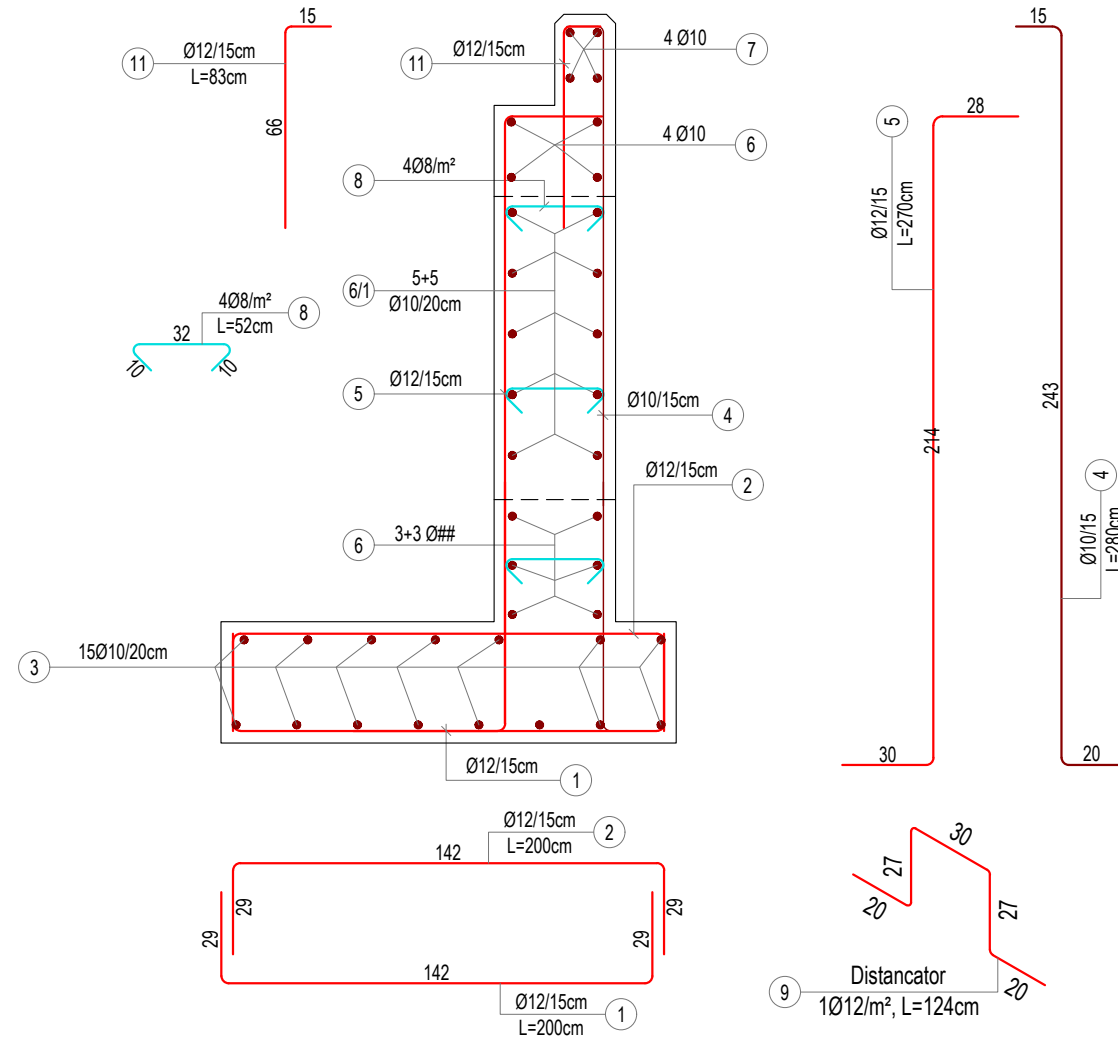 15
Ø12/15cm
L=83cm
11
66
11
Ø12/15cm
4 Ø10
7
4 Ø10
6
8
4Ø8/m²
6/1
5+5
Ø10/20cm
4Ø8/m²
L=52cm
8
32
10
10
5
Ø12/15cm
Ø10/15cm
4
Ø12/15cm
2
6
3+3 Ø##
3
15Ø10/20cm
Ø12/15cm
1
28
5
Ø12/15
L=270cm
214
30
15
243
4
Ø10/15
L=280cm
20
Ø12/15cm
L=200cm
2
142
29
29
29
29
142
Ø12/15cm
L=200cm
1
30
27
20
27
20
9
Distancator
1Ø12/m², L=124cm